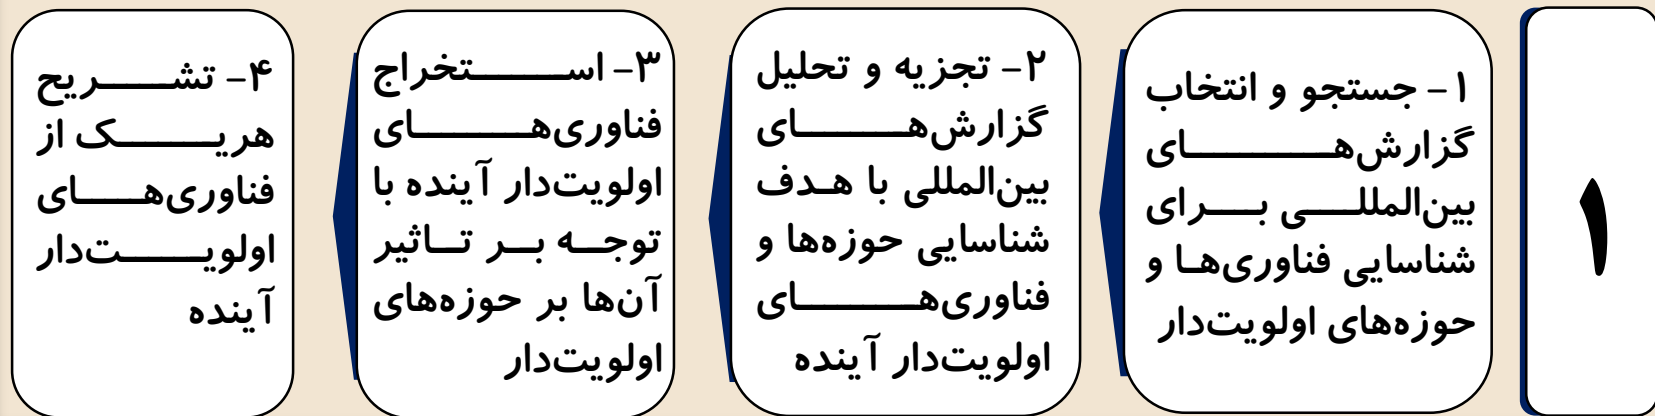 ۱
۱- جستجو و انتخاب
گزارش‌های
بین‌المللی برای
شناسایی فناوری‌ها و
حوزه‌های اولویت‌دار
۲- تجزیه و تحلیل
گزارش‌های
بین‌المللی با هدف
شناسایی حوزه‌ها و
فناوری‌های
اولویت‌دار آینده
۳- استخراج
فناوری‌های
اولویت‌دار آینده با
توجه بر تاثیر
آن‌ها بر حوزه‌های
اولویت‌دار
۴- تشریح
هریک از
فناوری‌های
اولویت‌دار
آینده